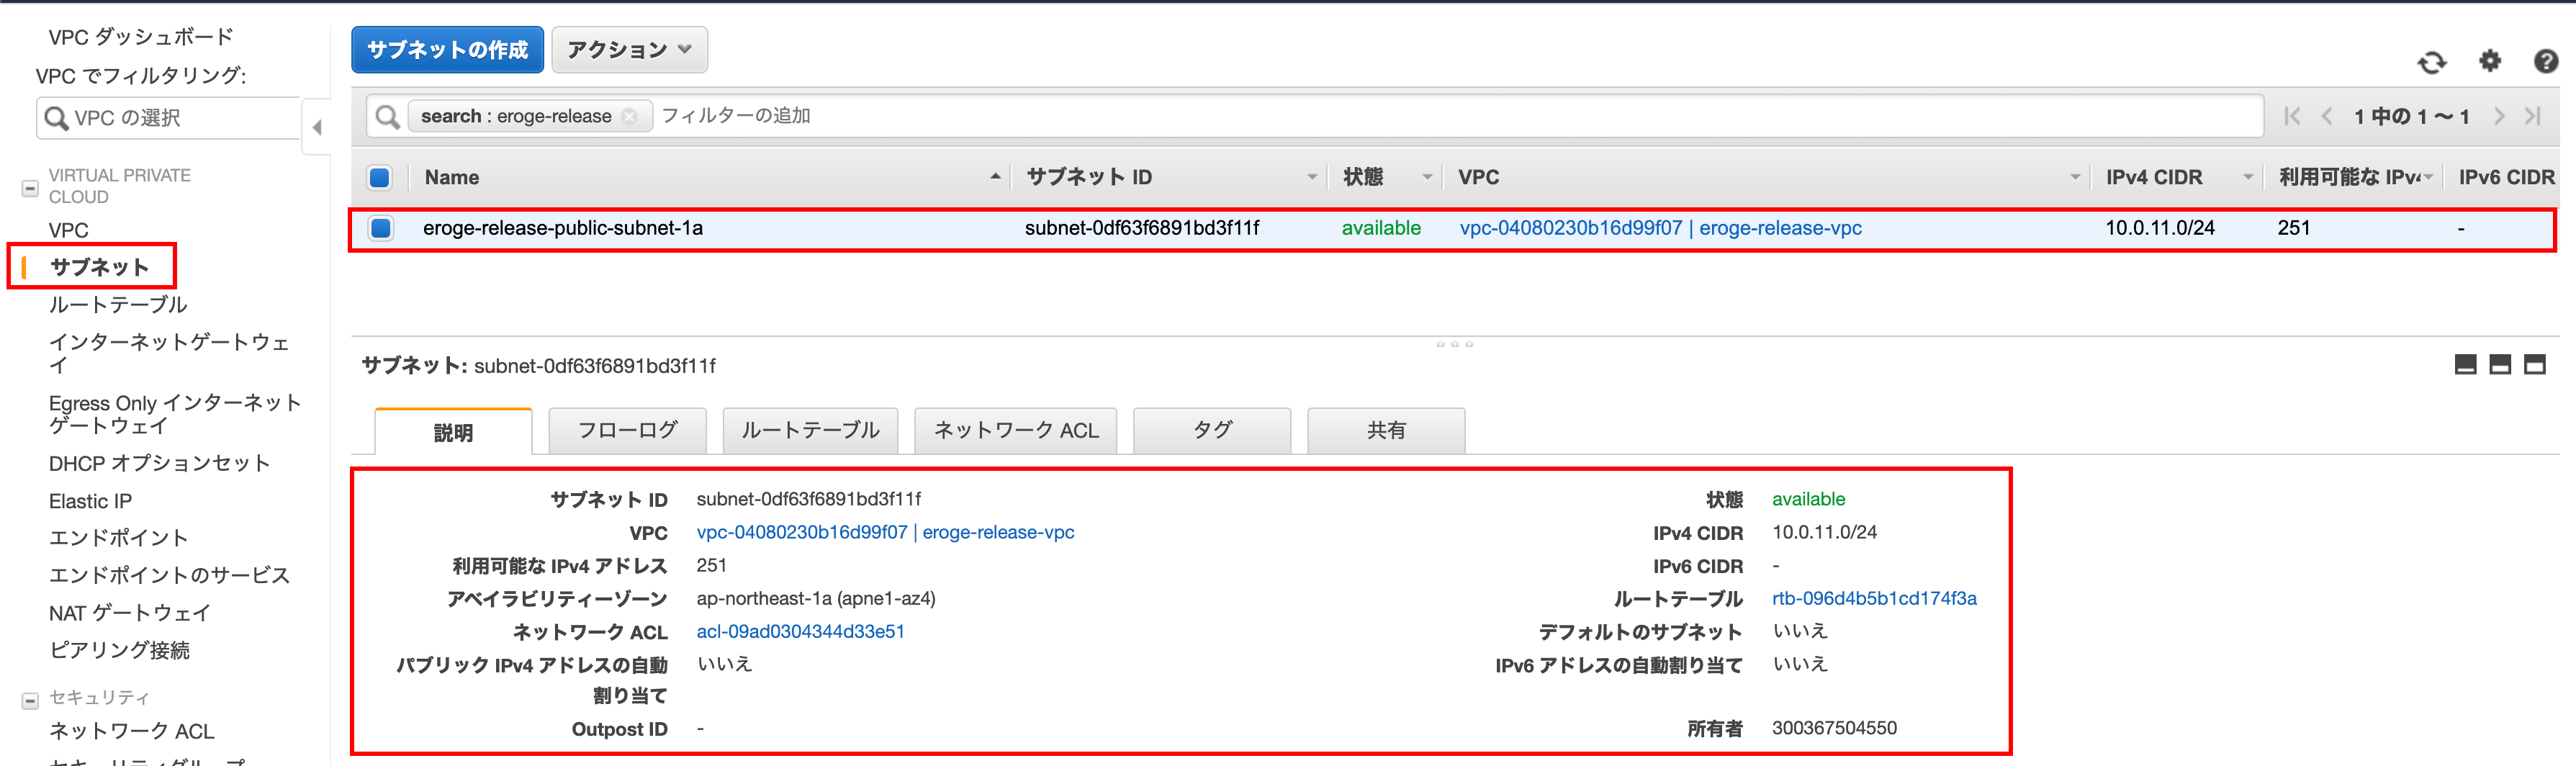 VPC ダッシュボード
VPC でフィルタリング:
VPC の選択
VIRTUAL PRIVATE
CLOUD
VPC
サブネット
ルートテーブル
インターネットゲートウェ
イ
Egress Only インターネット
ゲートウェイ
DHCP オプションセット
Elastic IP
エンドポイント
エンドポイントのサービス
NAT ゲートウェイ
ピアリング接続
セキュリティ
ネットワーク ACL
サブネットの作成 アクション
search : eroge-release フィルターの追加 1 中の 1 〜 1
Name サブネット ID 状態 VPC IPv4 CIDR 利用可能な IPv4 IPv6 CIDR
eroge-release-public-subnet-1a subnet-0df63f6891bd3f11f available vpc-04080230b16d99f07 | eroge-release-vpc 10.0.11.0/24 251 -
サブネット: subnet-0df63f6891bd3f11f
説明 フローログ ルートテーブル ネットワーク ACL タグ 共有
サブネット ID subnet-0df63f6891bd3f11f 状態 available
VPC vpc-04080230b16d99f07 | eroge-release-vpc IPv4 CIDR 10.0.11.0/24
利用可能な IPv4 アドレス 251 IPv6 CIDR -
アベイラビリティーゾーン ap-northeast-1a (apne1-az4) ルートテーブル rtb-096d4b5b1cd174f3a
ネットワーク ACL acl-09ad0304344d33e51 デフォルトのサブネット いいえ
パブリック IPv4 アドレスの自動 いいえ IPv6 アドレスの自動割り当て いいえ
割り当て
Outpost ID - 所有者 300367504550